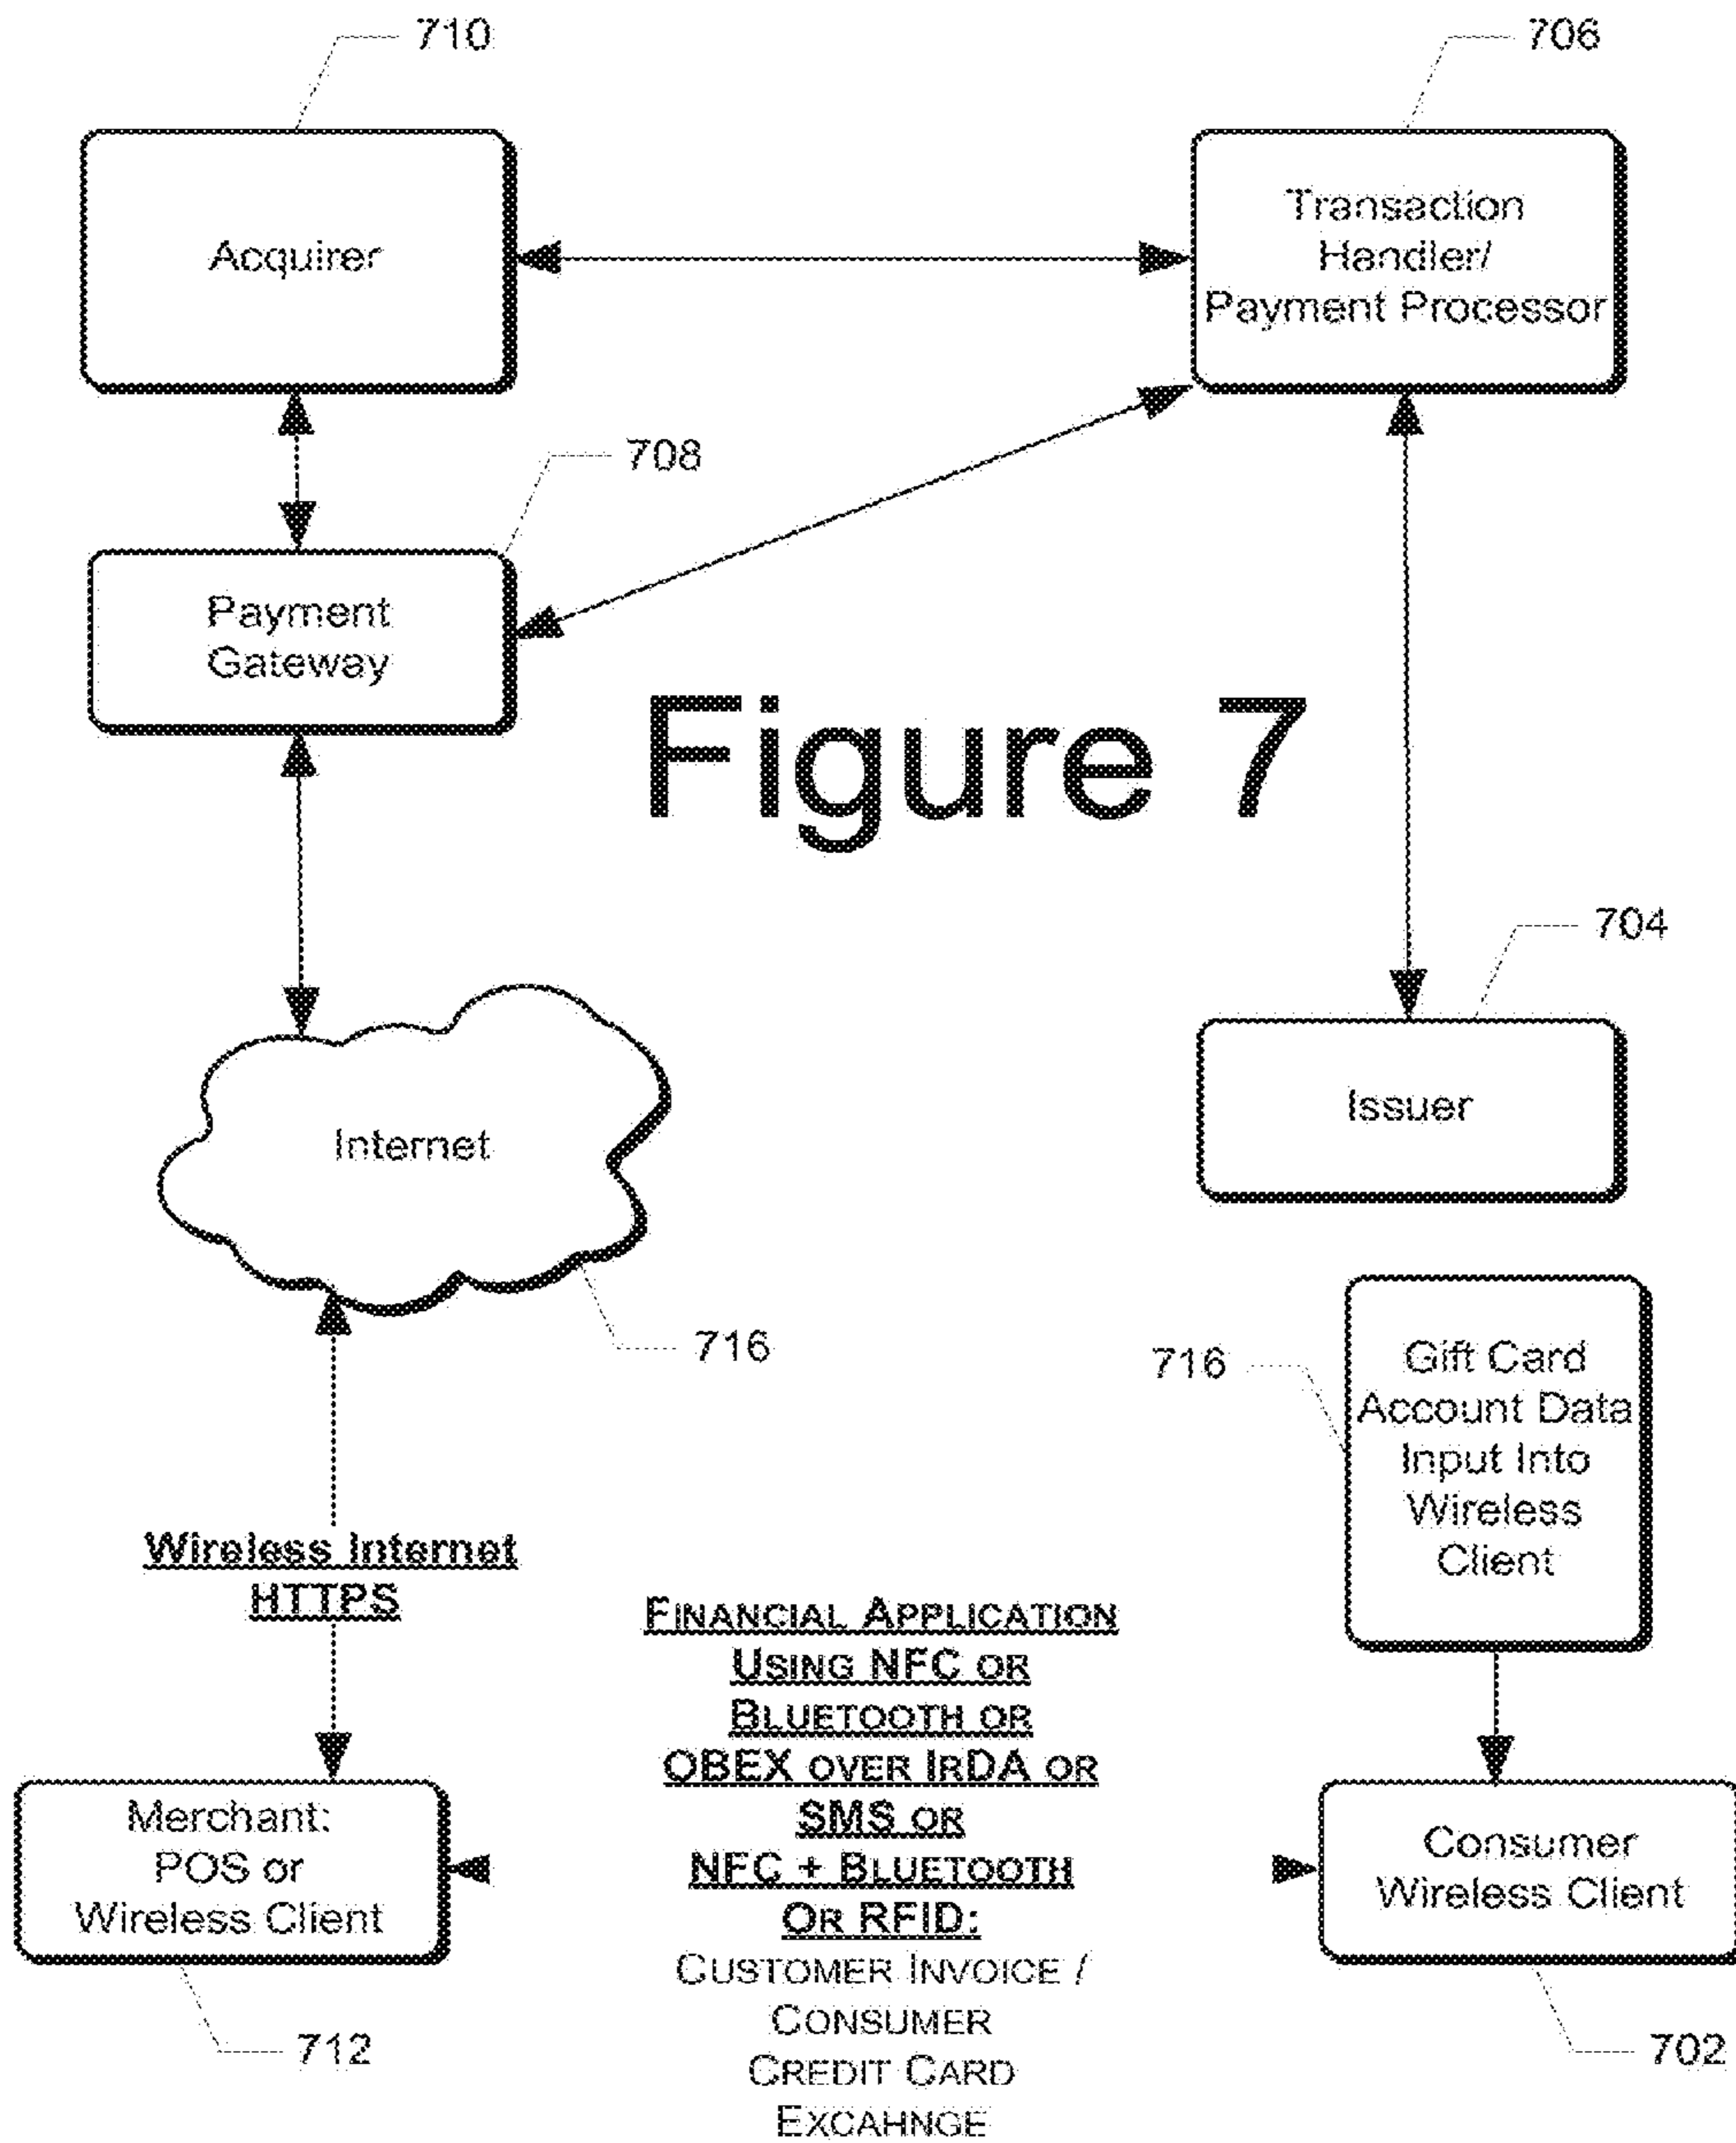 710
706
Acquirer
Transaction
Handler/
Payment Processor
708
Payment
Gateway
Figure 7
704
Issuer
Internet
716
716
Gift Card
Account Data
Input Into
Wireless
Client
Wireless Internet
HTTPS
FINANCIAL APPLICATION
USING NFC OR
BLUETOOTH OR
OBEX OVER IRDA OR
SMS OR
NFC + BLUETOOTH
OR RFID:
CUSTOMER INVOICE /
CONSUMER
CREDIT CARD
EXCAHNGE
Merchant:
POS or
Wireless Client
Consumer
Wireless Client
712
702